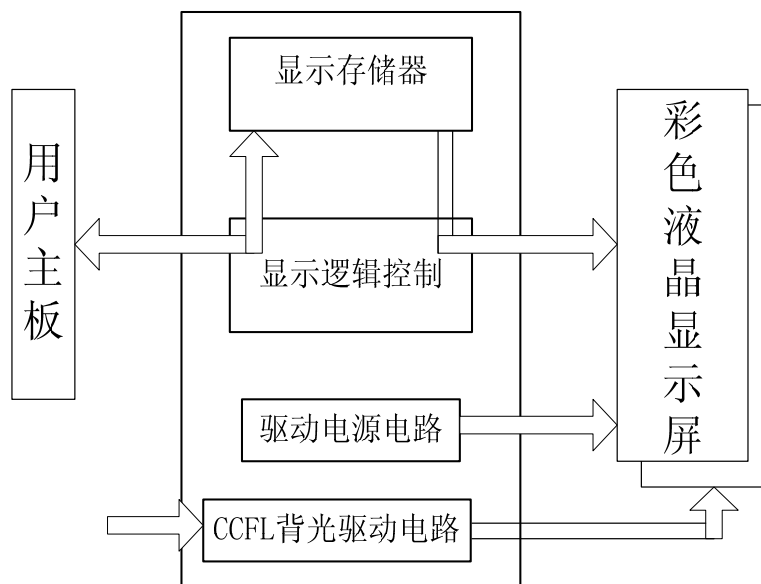 显示存储器
用户主板
显示逻辑控制
彩色液晶显示屏
驱动电源电路
CCFL背光驱动电路